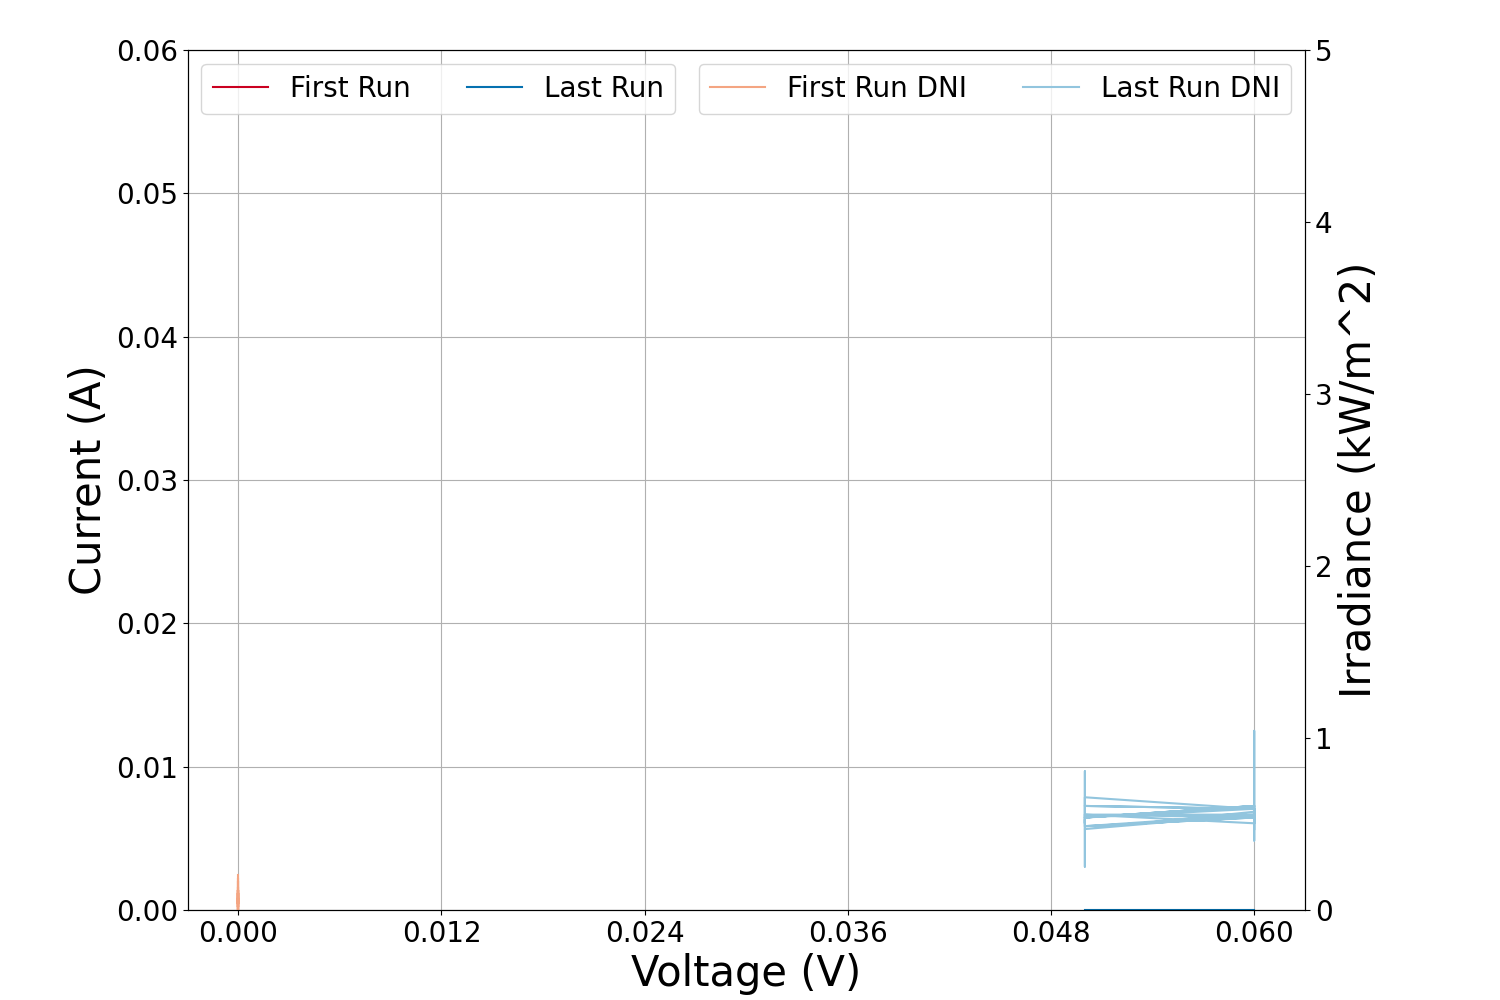 0.06
5
First Run
Last Run
First Run DNI
Last Run DNI
0.05
4
0.04
3
0.03
2
0.02
1
0.01
0.00
0
Current (A)
Irradiance (kW/m^2)
0.000 0.012 0.024 0.036 0.048 0.060
Voltage (V)